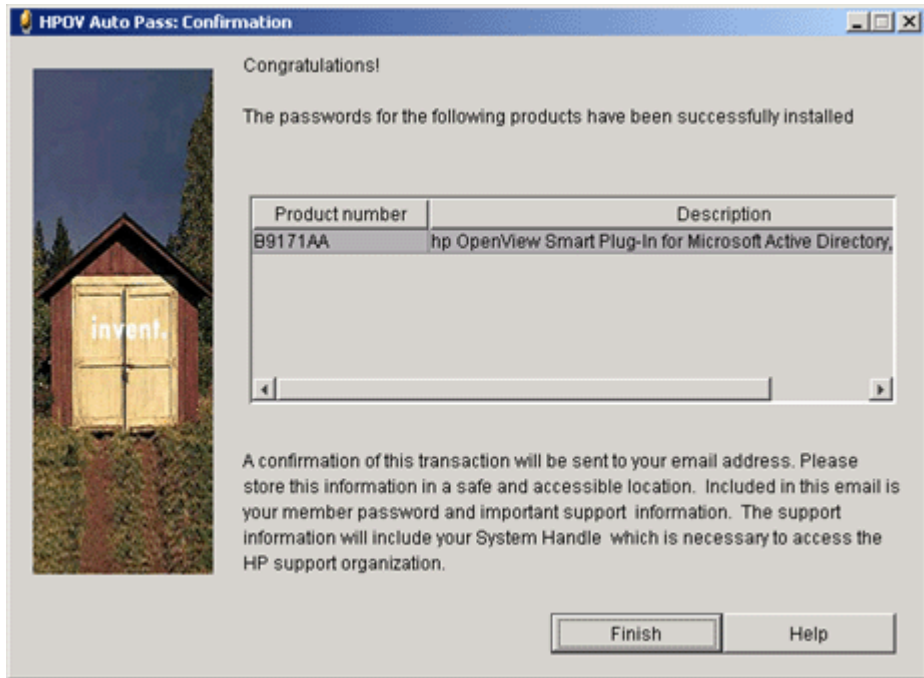 HPOV Auto Pass: Confirmation
Congratulations!
The passwords for the following products have been successfully installed
Product number Description
B9171AA hp OpenView Smart Plug-In for Microsoft Active Directory,
invent.
A confirmation of this transaction will be sent to your email address. Please
store this information in a safe and accessible location. Included in this email is
your member password and important support information. The support
information will include your System Handle which is necessary to access the
HP support organization.
Finish Help